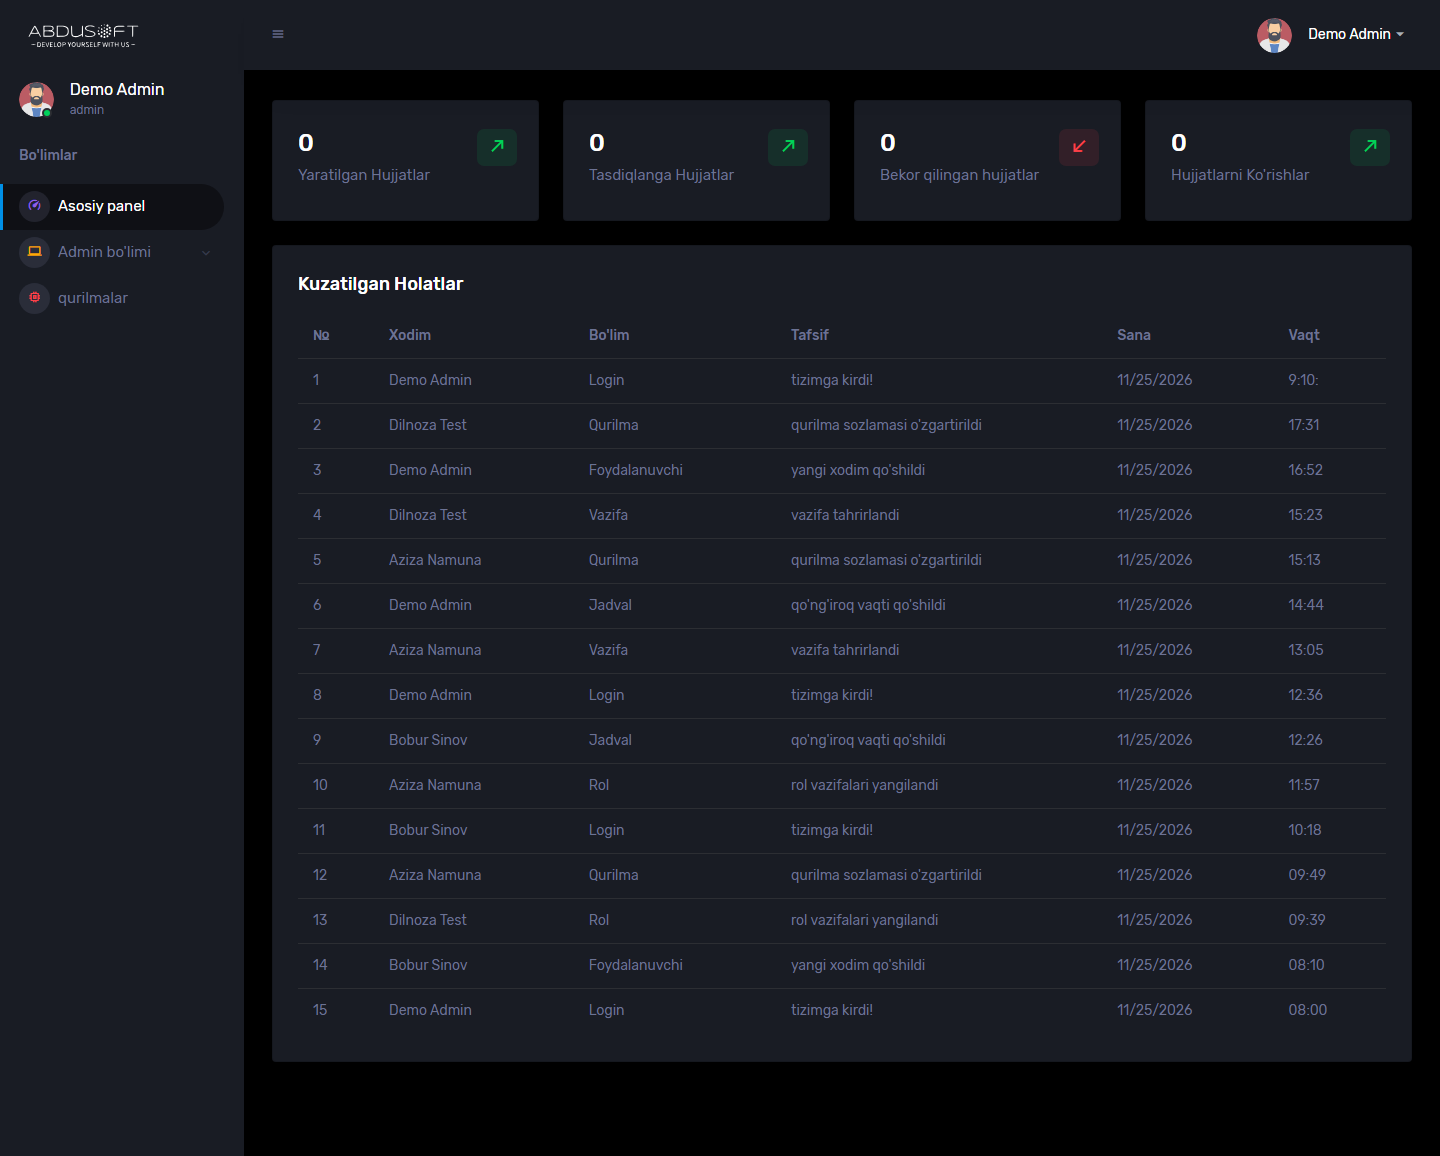 ABDUSOFT
~ DEVELOP YOURSELF WITH US ~
Demo Admin
Demo Admin
admin
Bo'limlar
Asosiy panel
Admin bo'limi
qurilmalar
0
Yaratilgan Hujjatlar
0
Tasdiqlanga Hujjatlar
0
Bekor qilingan hujjatlar
0
Hujjatlarni Ko'rishlar
Kuzatilgan Holatlar
№ Xodim Bo'lim Tafsif Sana Vaqt
1 Demo Admin Login tizimga kirdi! 11/25/2026 9:10:
2 Dilnoza Test Qurilma qurilma sozlamasi o'zgartirildi 11/25/2026 17:31
3 Demo Admin Foydalanuvchi yangi xodim qo'shildi 11/25/2026 16:52
4 Dilnoza Test Vazifa vazifa tahrirlandi 11/25/2026 15:23
5 Aziza Namuna Qurilma qurilma sozlamasi o'zgartirildi 11/25/2026 15:13
6 Demo Admin Jadval qo'ng'iroq vaqti qo'shildi 11/25/2026 14:44
7 Aziza Namuna Vazifa vazifa tahrirlandi 11/25/2026 13:05
8 Demo Admin Login tizimga kirdi! 11/25/2026 12:36
9 Bobur Sinov Jadval qo'ng'iroq vaqti qo'shildi 11/25/2026 12:26
10 Aziza Namuna Rol rol vazifalari yangilandi 11/25/2026 11:57
11 Bobur Sinov Login tizimga kirdi! 11/25/2026 10:18
12 Aziza Namuna Qurilma qurilma sozlamasi o'zgartirildi 11/25/2026 09:49
13 Dilnoza Test Rol rol vazifalari yangilandi 11/25/2026 09:39
14 Bobur Sinov Foydalanuvchi yangi xodim qo'shildi 11/25/2026 08:10
15 Demo Admin Login tizimga kirdi! 11/25/2026 08:00